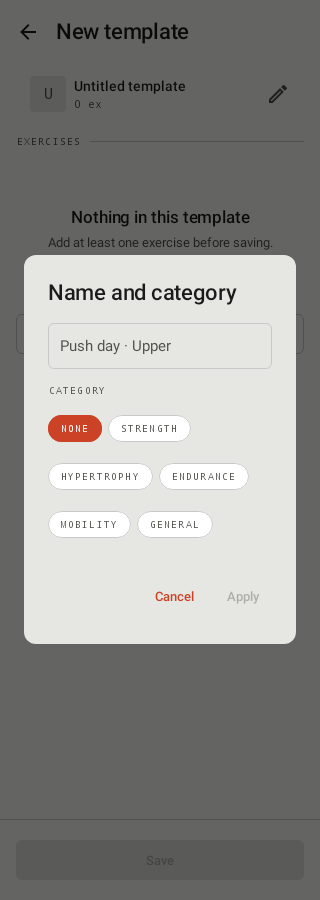 New template
U
Untitled template
0 ex
EXERCISES
Nothing in this template
Add at least one exercise before saving.
Name and category
Push day · Upper
CATEGORY
NONE
STRENGTH
HYPERTROPHY
ENDURANCE
MOBILITY
GENERAL
Cancel
Apply
Save